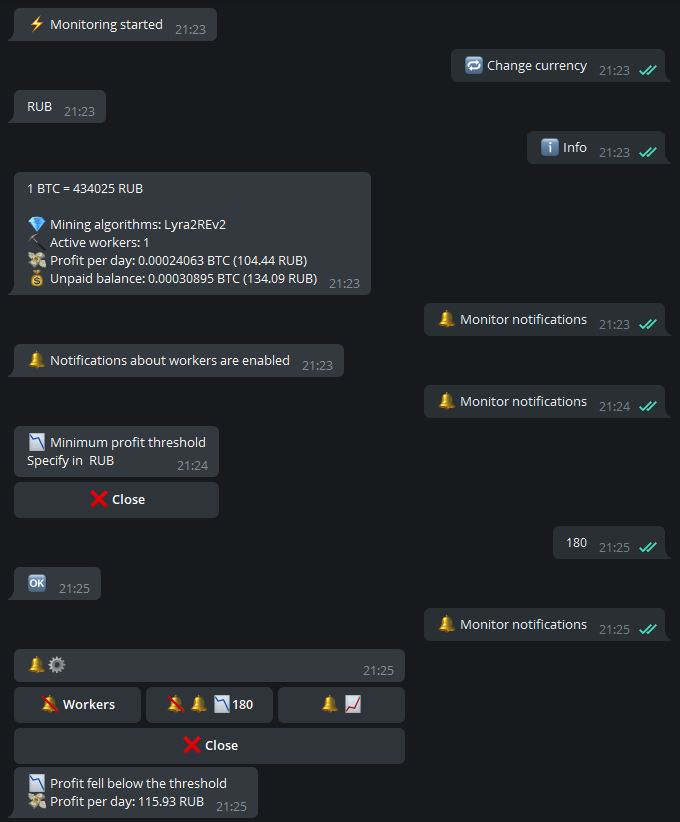 ⚡ Monitoring started 21:23
🔁 Change currency 21:23
RUB 21:23
ℹ️ Info 21:23
1 BTC = 434025 RUB
💎 Mining algorithms: Lyra2REv2
⛏️ Active workers: 1
💸 Profit per day: 0.00024063 BTC (104.44 RUB)
💰 Unpaid balance: 0.00030895 BTC (134.09 RUB) 21:23
🔔 Monitor notifications 21:23
🔔 Notifications about workers are enabled 21:23
🔔 Monitor notifications 21:24
📉 Minimum profit threshold
Specify in  RUB 21:24
❌ Close
180 21:25
🆗 21:25
🔔 Monitor notifications 21:25
🔔⚙️ 21:25
🔕 Workers
🔕 🔔 📉180
🔔 📈
❌ Close
📉 Profit fell below the threshold
💸 Profit per day: 115.93 RUB 21:25